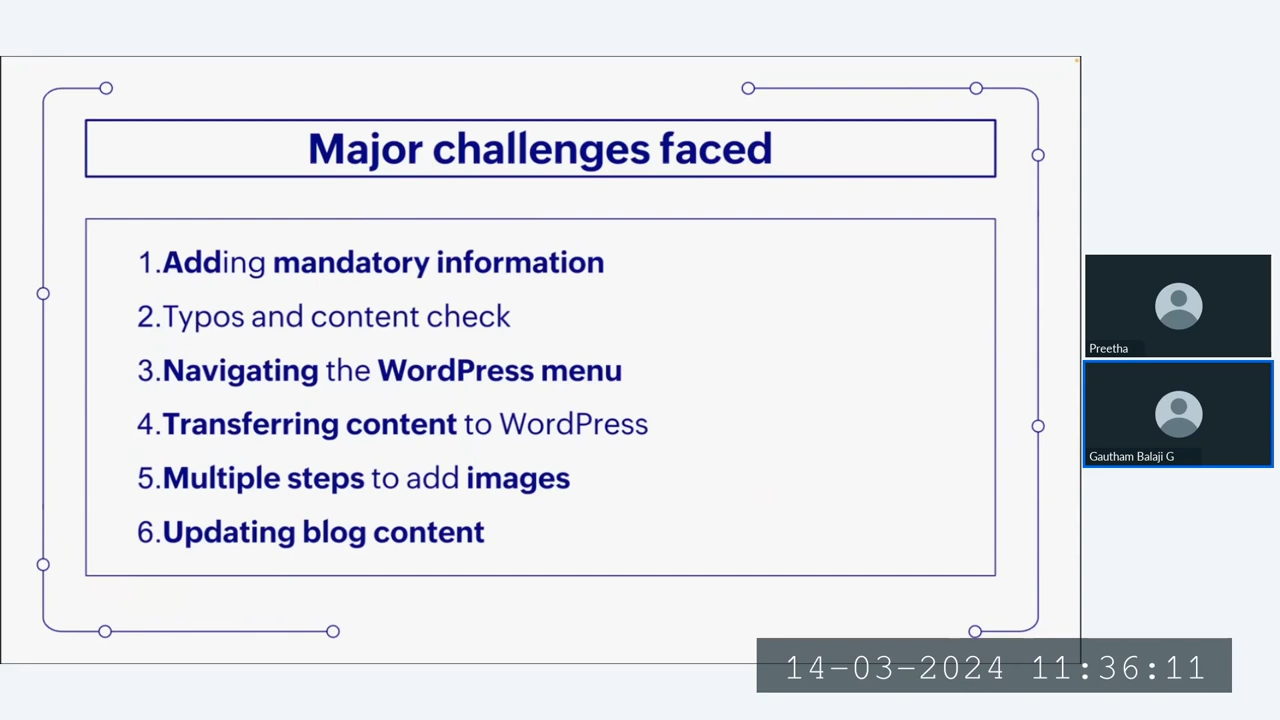 Major challenges faced
1.Adding mandatory information
2.Typos and content check
3.Navigating the WordPress menu
4.Transferring content to WordPress
5.Multiple steps to add images
6.Updating blog content
Preetha
Gautham Balaji G
14-03-2024 11:36:11